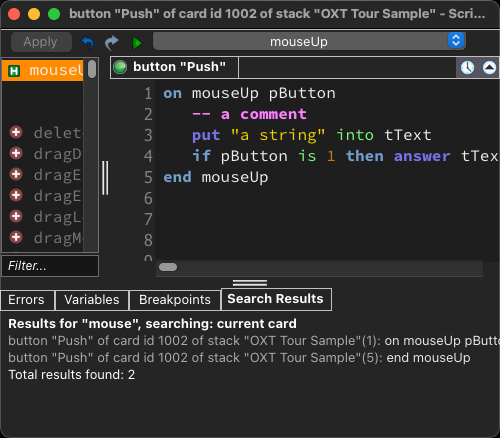 button "Push" of card id 1002 of stack "OXT Tour Sample" - Scri...
Apply
mouseUp
H mouseU
button "Push"
delet
dragD
dragE
dragE
dragL
dragM
Filter...
1 on mouseUp pButton
2 -- a comment
3 put "a string" into tText
4 if pButton is 1 then answer tTex
5 end mouseUp
6
7
8
9
Errors
Variables
Breakpoints
Search Results
Results for "mouse", searching: current card
button "Push" of card id 1002 of stack "OXT Tour Sample"(1): on mouseUp pButto
button "Push" of card id 1002 of stack "OXT Tour Sample"(5): end mouseUp
Total results found: 2